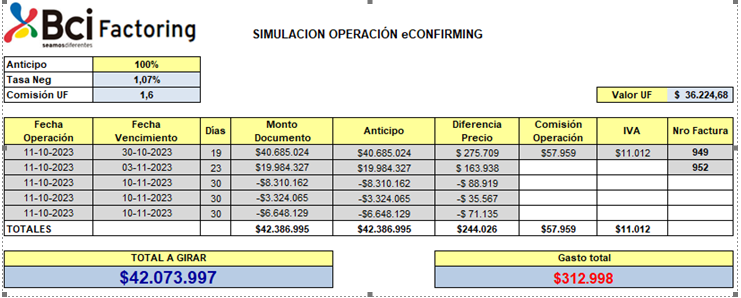 Bci Factoring
seamosdiferentes
SIMULACION OPERACIÓN eCONFIRMING
Anticipo 100%
Tasa Neg 1,07%
Comisión UF 1,6
Valor UF $ 36.224,68
Fecha Operación Fecha Vencimiento Días Monto Documento Anticipo Diferencia Precio Comisión Operación IVA Nro Factura
11-10-2023 30-10-2023 19 $40.685.024 $40.685.024 $ 275.709 $57.959 $11.012 949
11-10-2023 03-11-2023 23 $19.984.327 $19.984.327 $ 163.938 952
11-10-2023 10-11-2023 30 -$8.310.162 -$8.310.162 -$ 88.919
11-10-2023 10-11-2023 30 -$3.324.065 -$3.324.065 -$ 35.567
11-10-2023 10-11-2023 30 -$6.648.129 -$6.648.129 -$ 71.135
TOTALES $42.386.995 $42.386.995 $244.026 $57.959 $11.012
TOTAL A GIRAR
$42.073.997
Gasto total
$312.998